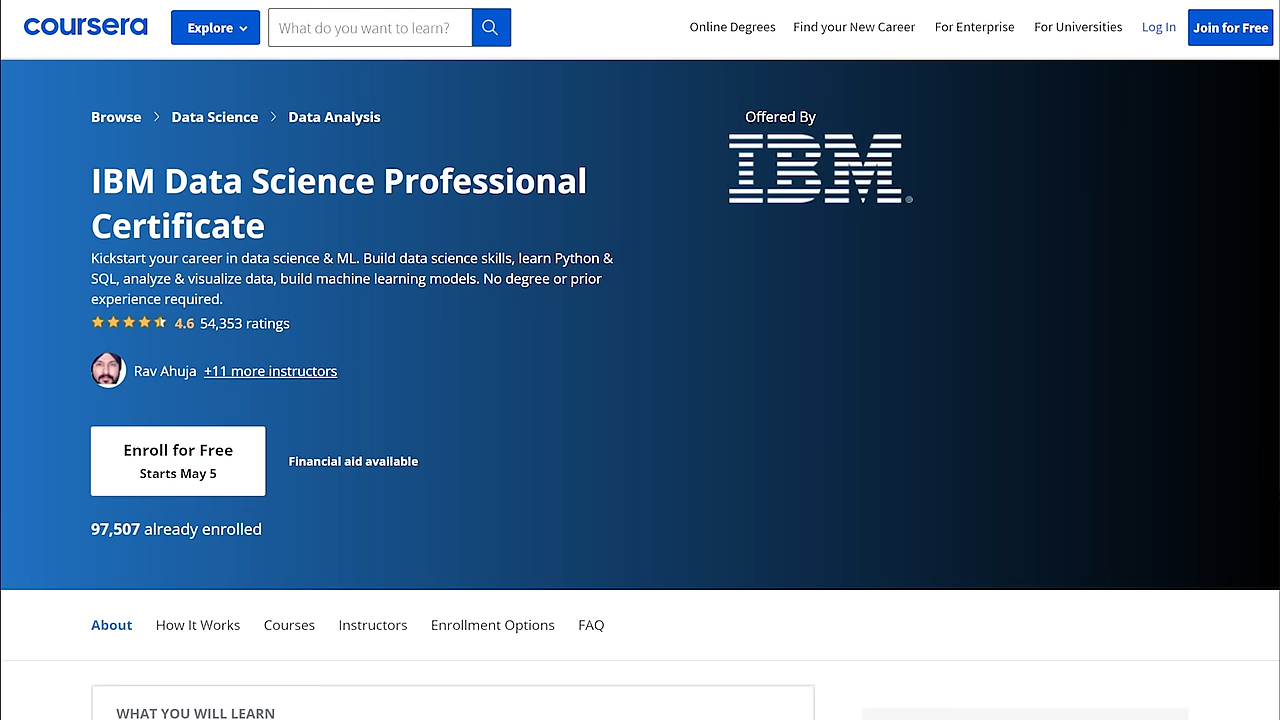 coursera
Explore
What do you want to learn?
Online Degrees
Find your New Career
For Enterprise
For Universities
Log In
Join for Free
Browse
Data Science
Data Analysis
Offered By
IBM
IBM Data Science Professional
Certificate
Kickstart your career in data science & ML. Build data science skills, learn Python &
SQL, analyze & visualize data, build machine learning models. No degree or prior
experience required.
4.6 54,353 ratings
Rav Ahuja +11 more instructors
Enroll for Free
Starts May 5
Financial aid available
97,507 already enrolled
About
How It Works
Courses
Instructors
Enrollment Options
FAQ
WHAT YOU WILL LEARN